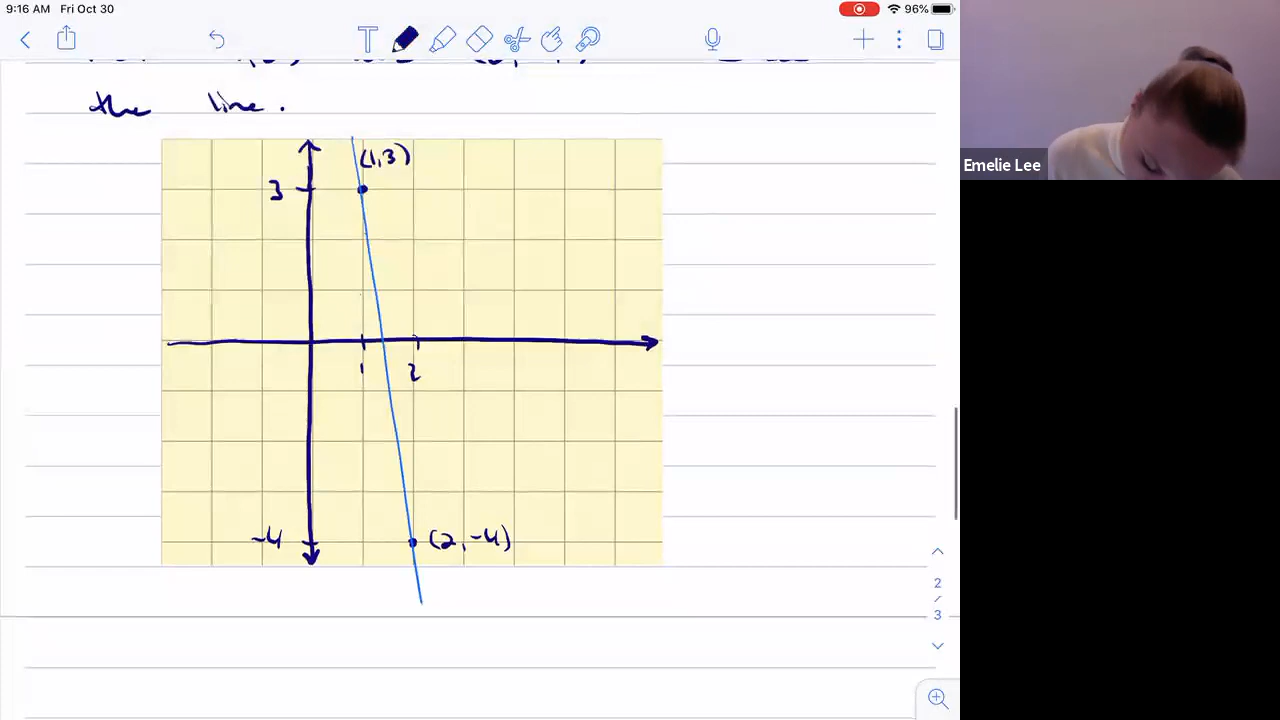 9:16 AM Fri Oct 30
96%
T
the line.
(1,3)
3
1
2
-4
(2,-4)
Emelie Lee
2
/
3